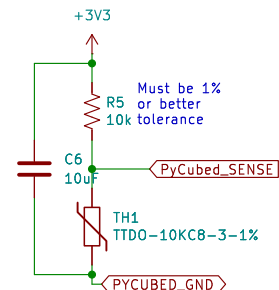 +3V3
R5
10k
Must be 1%
or better
tolerance
C6
10uF
PyCubed_SENSE
TH1
TTDO-10KC8-3-1%
PYCUBED_GND